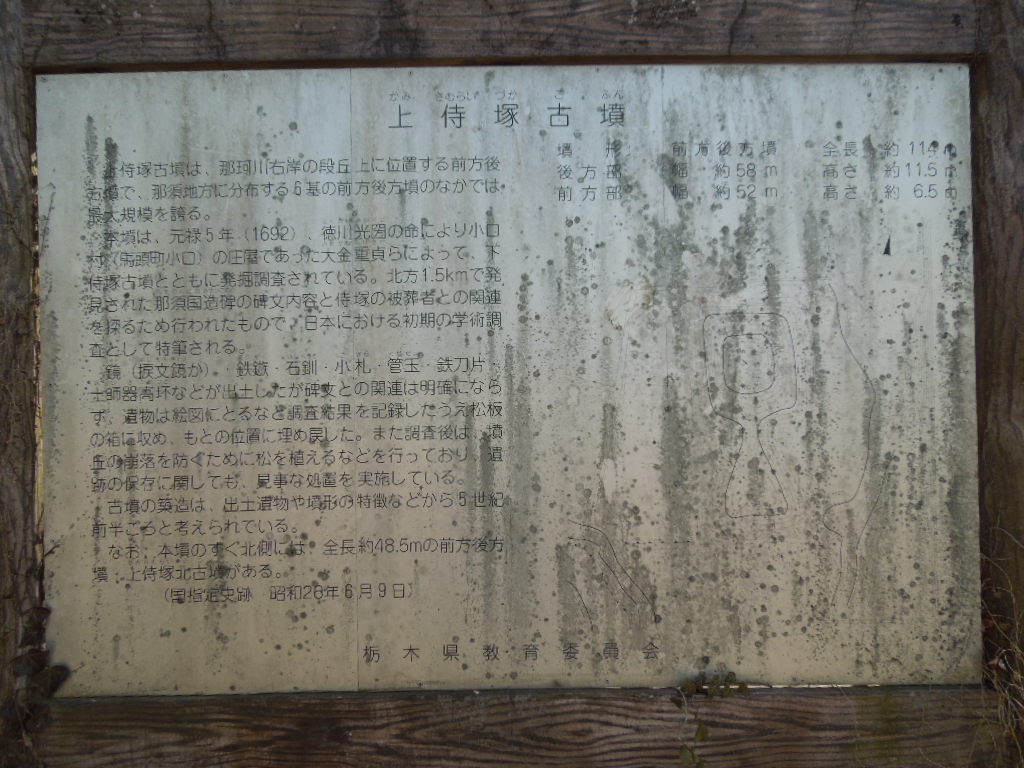 かみ さむらい づか こ ふん
上侍塚古墳
上侍塚古墳は、那珂川右岸の段丘上に位置する前方後
古墳で、那須地方に分布する6基の前方後方墳のなかでは
最大規模を誇る。
本墳は、元禄5年(1692)、徳川光圀の命により小口
村(馬頭町小口)の庄屋であった大金重貞らによって、下
侍塚古墳とともに発掘調査されている。北方1.5kmで発
見された那須国造碑の碑文内容と侍塚の被葬者との関連
を探るため行われたもので、日本における初期の学術調
査として特筆される。
鏡(捩文鏡か)・鉄鏃・石釧・小札・管玉・鉄刀片・
土師器高坏などが出土したが碑文との関連は明確になら
ず、遺物は絵図にとるなど調査結果を記録したうえ松板
の箱に収め、もとの位置に埋め戻した。また調査後は、墳
丘の崩落を防ぐために松を植えるなどを行っており、遺
跡の保存に関しても、見事な処置を実施している。
古墳の築造は、出土遺物や墳形の特徴などから5世紀
前半ごろと考えられている。
なお、本墳のすぐ北側には、全長約48.5mの前方後方
墳、上侍塚北古墳がある。
(国指定史跡 昭和26年6月9日)
墳形 前方後方墳 全長 約114m
後方部 幅 約58m 高さ 約11.5m
前方部 幅 約52m 高さ 約6.5m
栃木県教育委員会